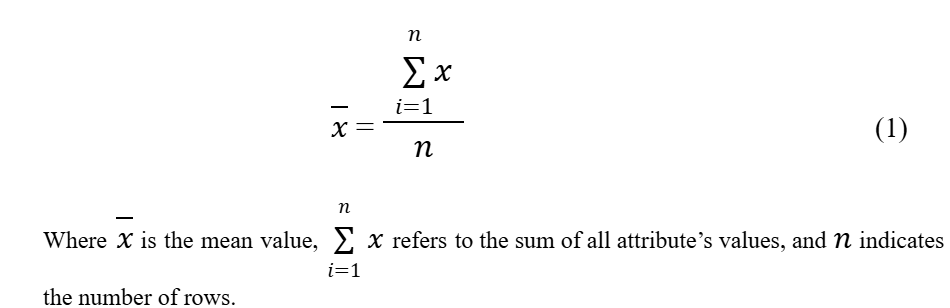 n
∑ x
i=1
x̄ =
n
(1)
Where x̄ is the mean value, n∑i=1 x refers to the sum of all attribute’s values, and n indicates
the number of rows.